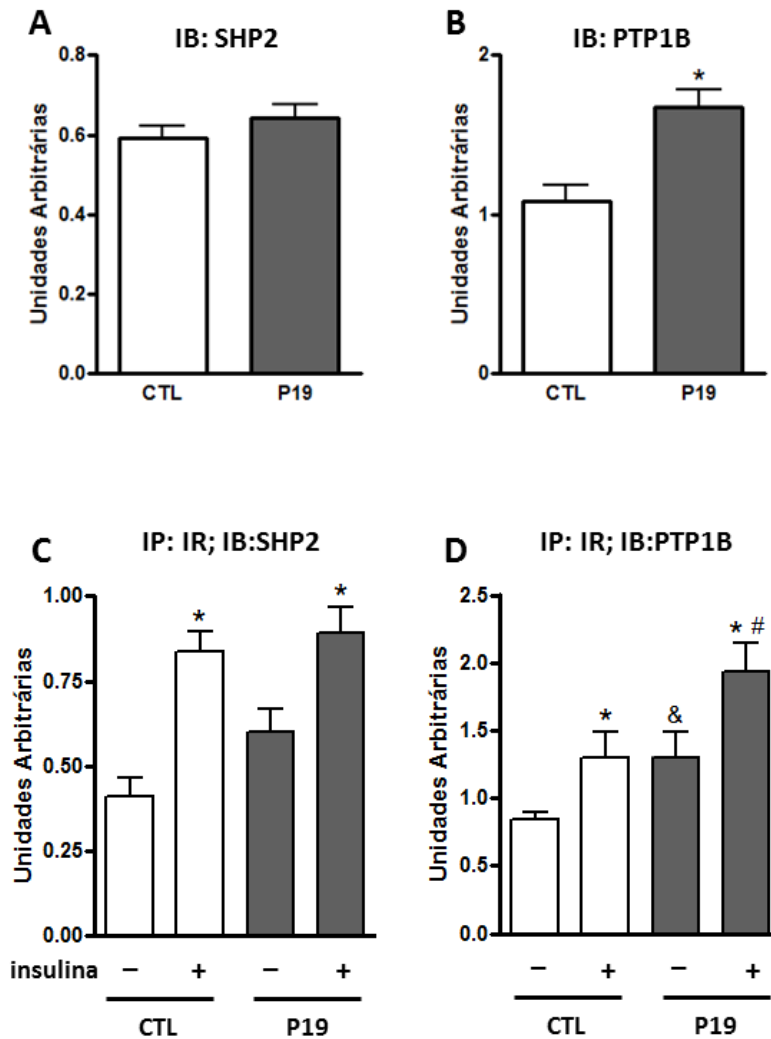 A
IB: SHP2
Unidades Arbitrárias
0.8
0.6
0.4
0.2
0.0
CTL P19
B
IB: PTP1B
Unidades Arbitrárias
2
1
0
*
CTL P19
C
IP: IR; IB:SHP2
Unidades Arbitrárias
1.00
0.75
0.50
0.25
0.00
* *
insulina − + − +
CTL P19
D
IP: IR; IB:PTP1B
Unidades Arbitrárias
2.5
2.0
1.5
1.0
0.5
0.0
* & * #
− + − +
CTL P19